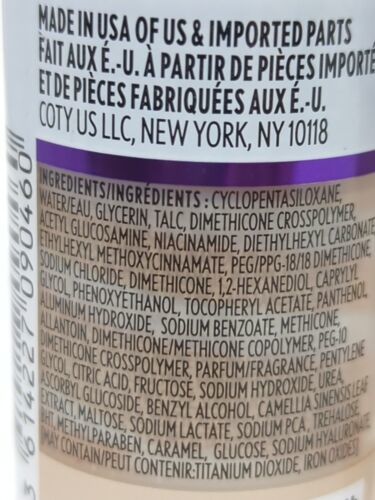 MADE IN USA OF US & IMPORTED PARTS
FAIT AUX É.-U. À PARTIR DE PIÈCES IMPORTÉ
ET DE PIÈCES FABRIQUÉES AUX É.-U.
COTY US LLC, NEW YORK, NY 10118
INGREDIENTS/INGRÉDIENTS : CYCLOPENTASILOXANE,
WATER/EAU, GLYCERIN, TALC, DIMETHICONE CROSSPOLYMER,
ACETYL GLUCOSAMINE, NIACINAMIDE, DIETHYLHEXYL CARBONATE,
ETHYLHEXYL METHOXYCINNAMATE, PEG/PPG-18/18 DIMETHICONE,
SODIUM CHLORIDE, DIMETHICONE, 1,2-HEXANEDIOL, CAPRYLYL
GLYCOL, PHENOXYETHANOL, TOCOPHERYL ACETATE, PANTHENOL,
ALUMINUM HYDROXIDE, SODIUM BENZOATE, METHICONE,
ALLANTOIN, DIMETHICONE/METHICONE COPOLYMER, PEG-10
DIMETHICONE CROSSPOLYMER, PARFUM/FRAGRANCE, PENTYLENE
GLYCOL, CITRIC ACID, FRUCTOSE, SODIUM HYDROXIDE, UREA,
ASCORBYL GLUCOSIDE, BENZYL ALCOHOL, CAMELLIA SINENSIS LEAF
EXTRACT, MALTOSE, SODIUM LACTATE, SODIUM PCA, TREHALOSE,
BHT, METHYLPARABEN, CARAMEL, GLUCOSE, SODIUM HYALURONATE
[MAY CONTAIN/PEUT CONTENIR:TITANIUM DIOXIDE, IRON OXIDES]
3 614227 090460